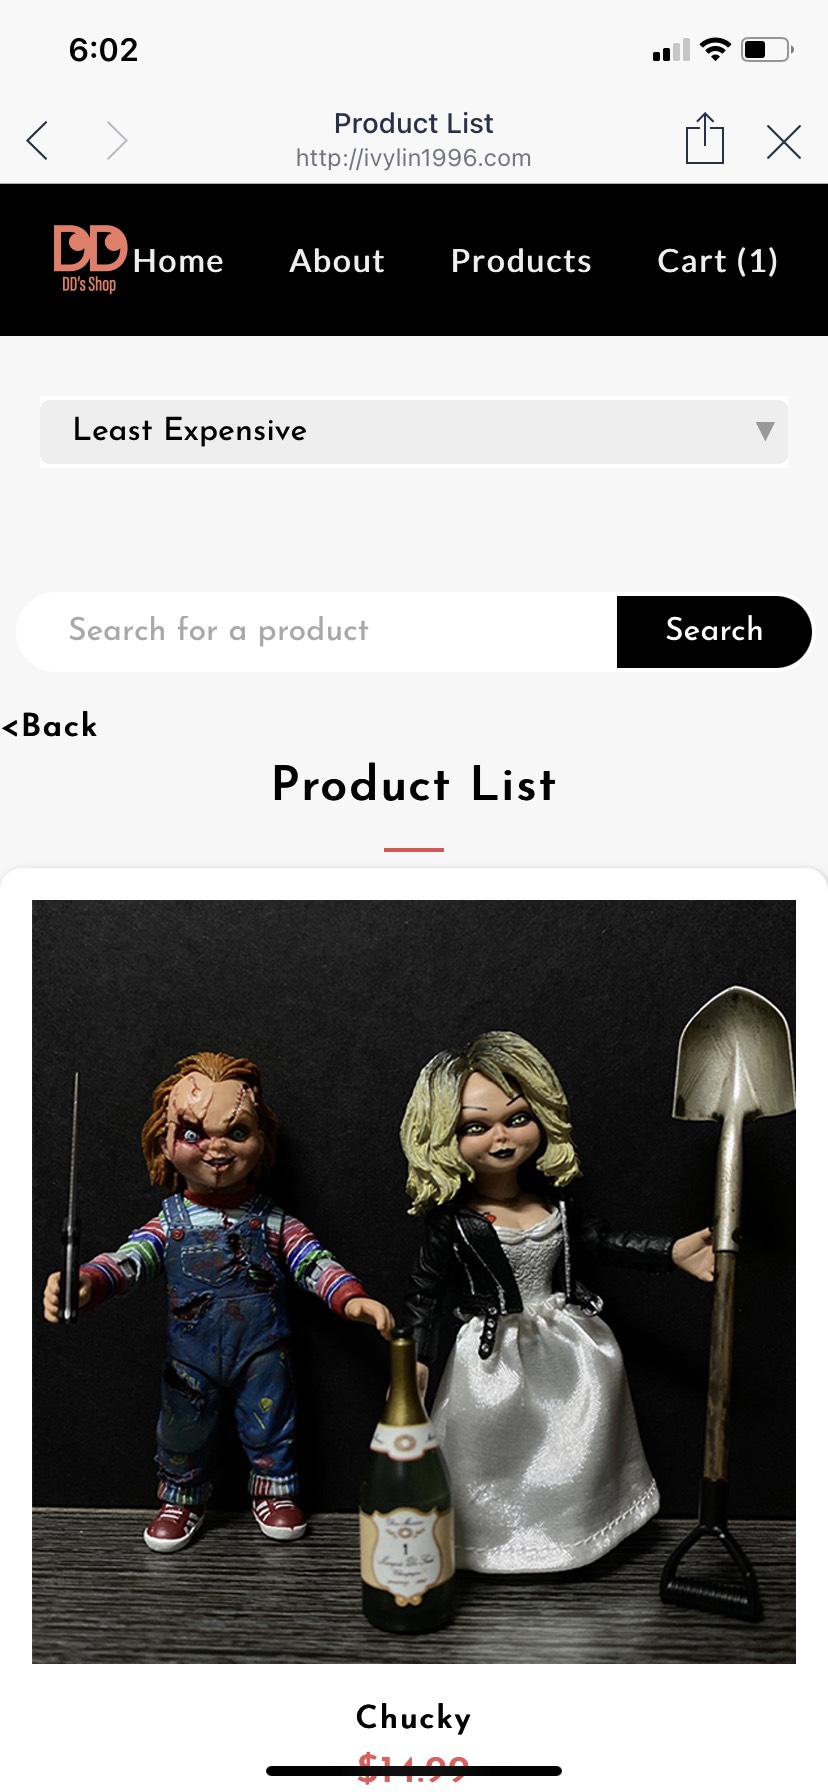 6:02
Product List
http://ivylin1996.com
DD
DD's Shop
Home About Products Cart (1)
Least Expensive
Search for a product Search
<Back
Product List
1
Chucky
$14.99